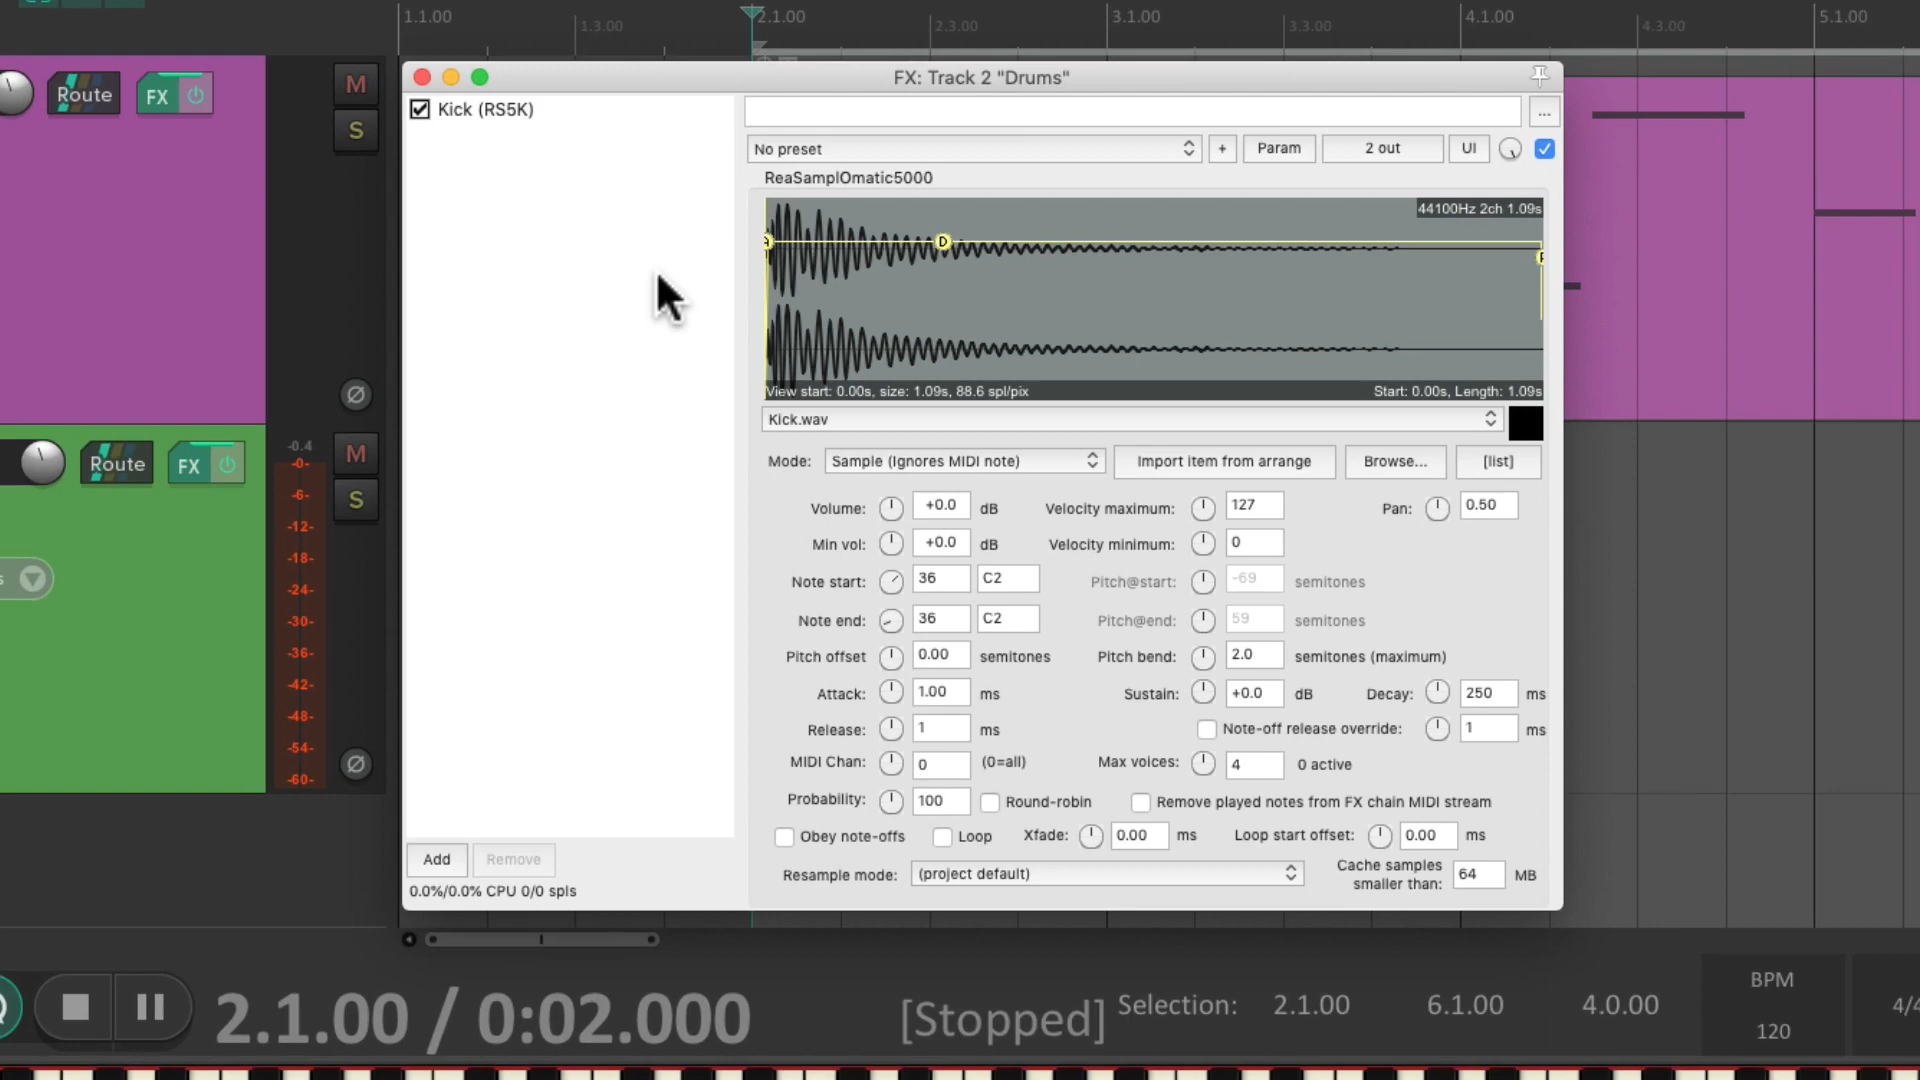 1.1.00 1.3.00 2.1.00 2.3.00 3.1.00 3.3.00 4.1.00 4.3.00 5.1.00
FX: Track 2 "Drums"
Route FX M
S
Kick (RS5K)
...
No preset + Param 2 out UI
ReaSamplOmatic5000
44100Hz 2ch 1.09s
A D
View start: 0.00s, size: 1.09s, 88.6 spl/pix Start: 0.00s, Length: 1.09s
Kick.wav
Mode: Sample (Ignores MIDI note) Import item from arrange Browse... [list]
Volume: +0.0 dB Velocity maximum: 127 Pan: 0.50
Min vol: +0.0 dB Velocity minimum: 0
Note start: 36 C2 Pitch@start: -69 semitones
Note end: 36 C2 Pitch@end: 59 semitones
Pitch offset 0.00 semitones Pitch bend: 2.0 semitones (maximum)
Attack: 1.00 ms Sustain: +0.0 dB Decay: 250 ms
Release: 1 ms Note-off release override: 1 ms
MIDI Chan: 0 (0=all) Max voices: 4 0 active
Probability: 100 Round-robin Remove played notes from FX chain MIDI stream
Obey note-offs Loop Xfade: 0.00 ms Loop start offset: 0.00 ms
Resample mode: (project default) Cache samples smaller than: 64 MB
Add Remove
0.0%/0.0% CPU 0/0 spls
Route FX M
S
-0.4
-0-
-6-
-12-
-18-
-24-
-30-
-36-
-42-
-48-
-54-
-60-
2.1.00 / 0:02.000 [Stopped] Selection: 2.1.00 6.1.00 4.0.00
BPM
120